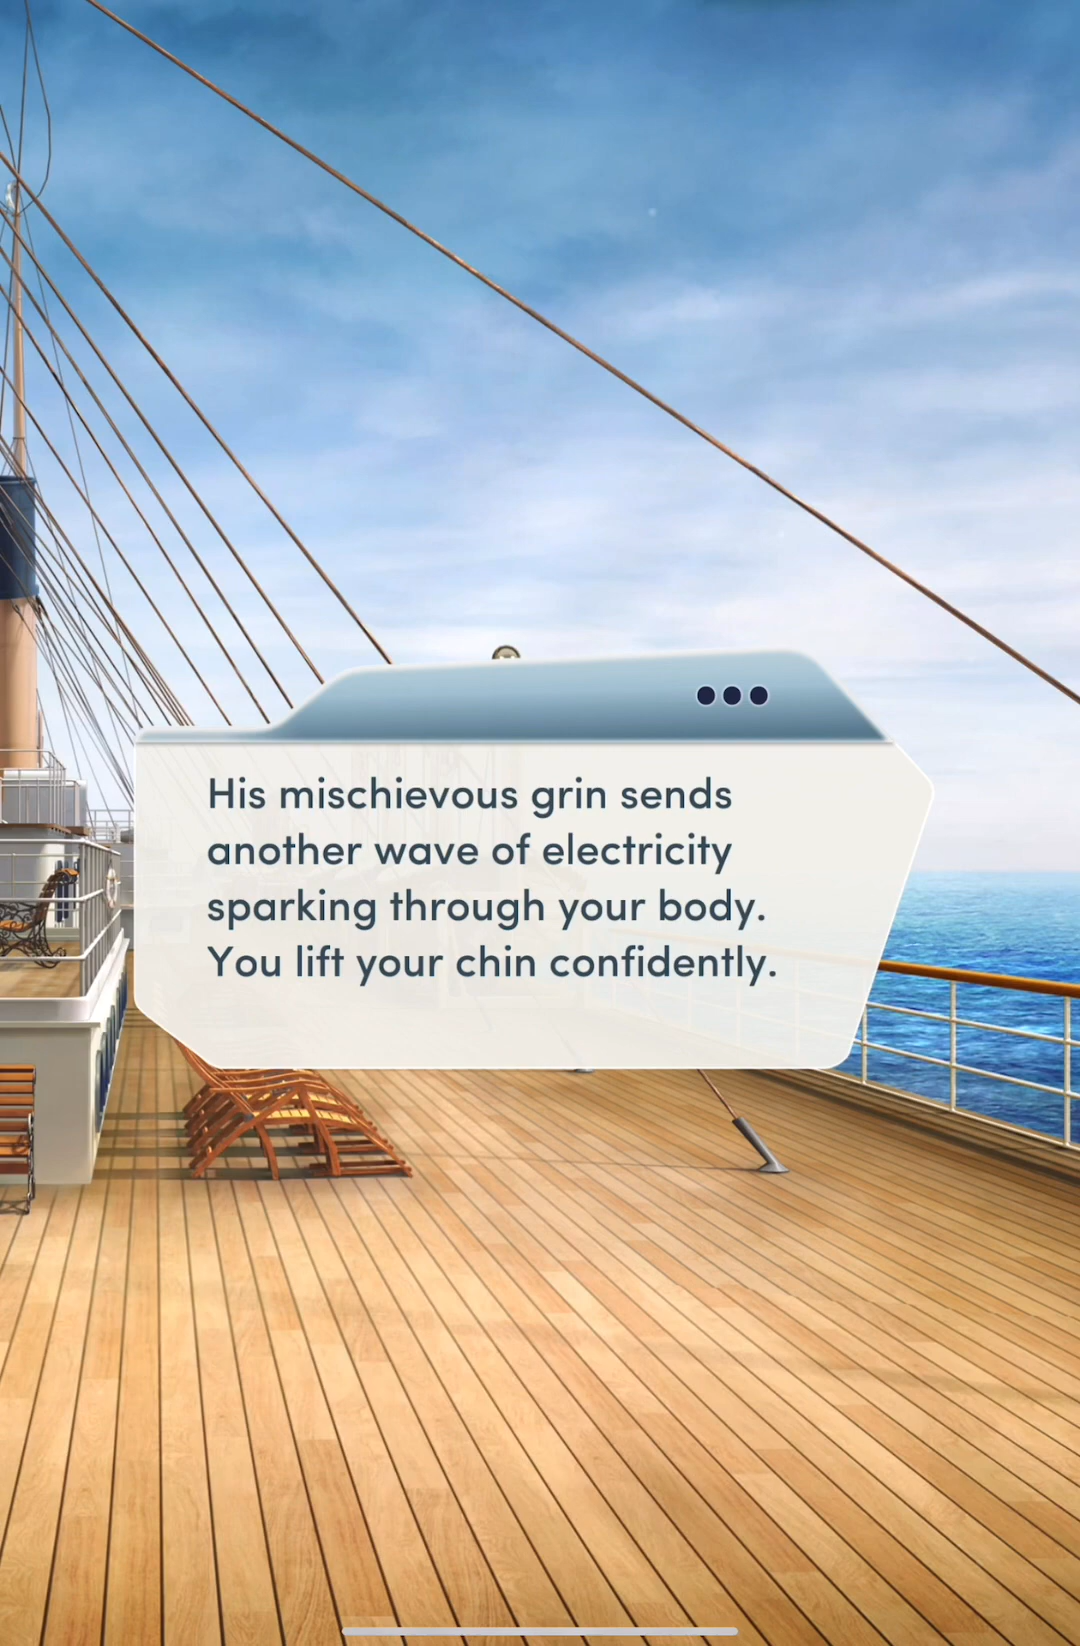 His mischievous grin sends
another wave of electricity
sparking through your body.
You lift your chin confidently.